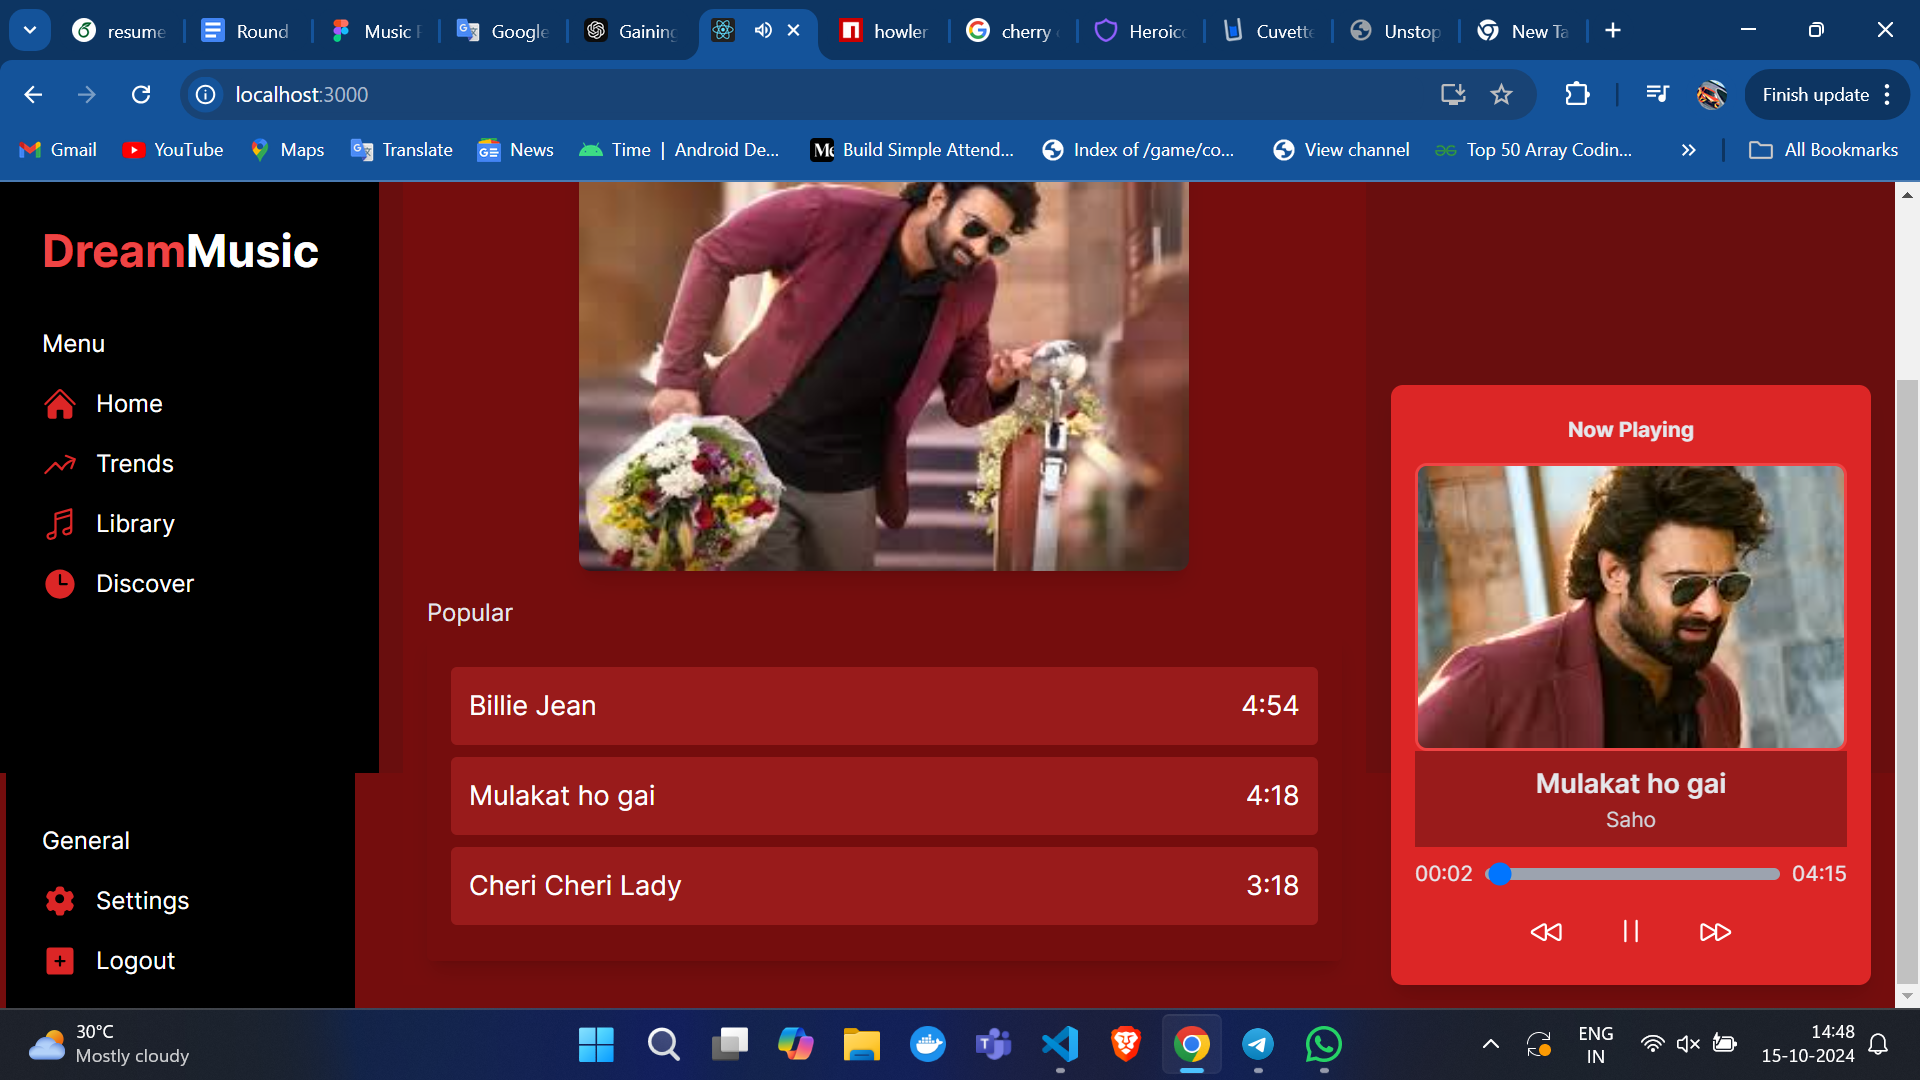 resume
Round
Music F
Google
Gaining
howler
cherry
Heroic
Cuvette
Unstop
New Ta
localhost:3000
Finish update
Gmail
YouTube
Maps
Translate
News
Time | Android De...
Build Simple Attend...
Index of /game/co...
View channel
Top 50 Array Codin...
All Bookmarks
DreamMusic
Menu
Home
Trends
Library
Discover
General
Settings
Logout
Popular
Billie Jean 4:54
Mulakat ho gai 4:18
Cheri Cheri Lady 3:18
Now Playing
Mulakat ho gai
Saho
00:02 04:15
30°C
Mostly cloudy
ENG
IN
14:48
15-10-2024